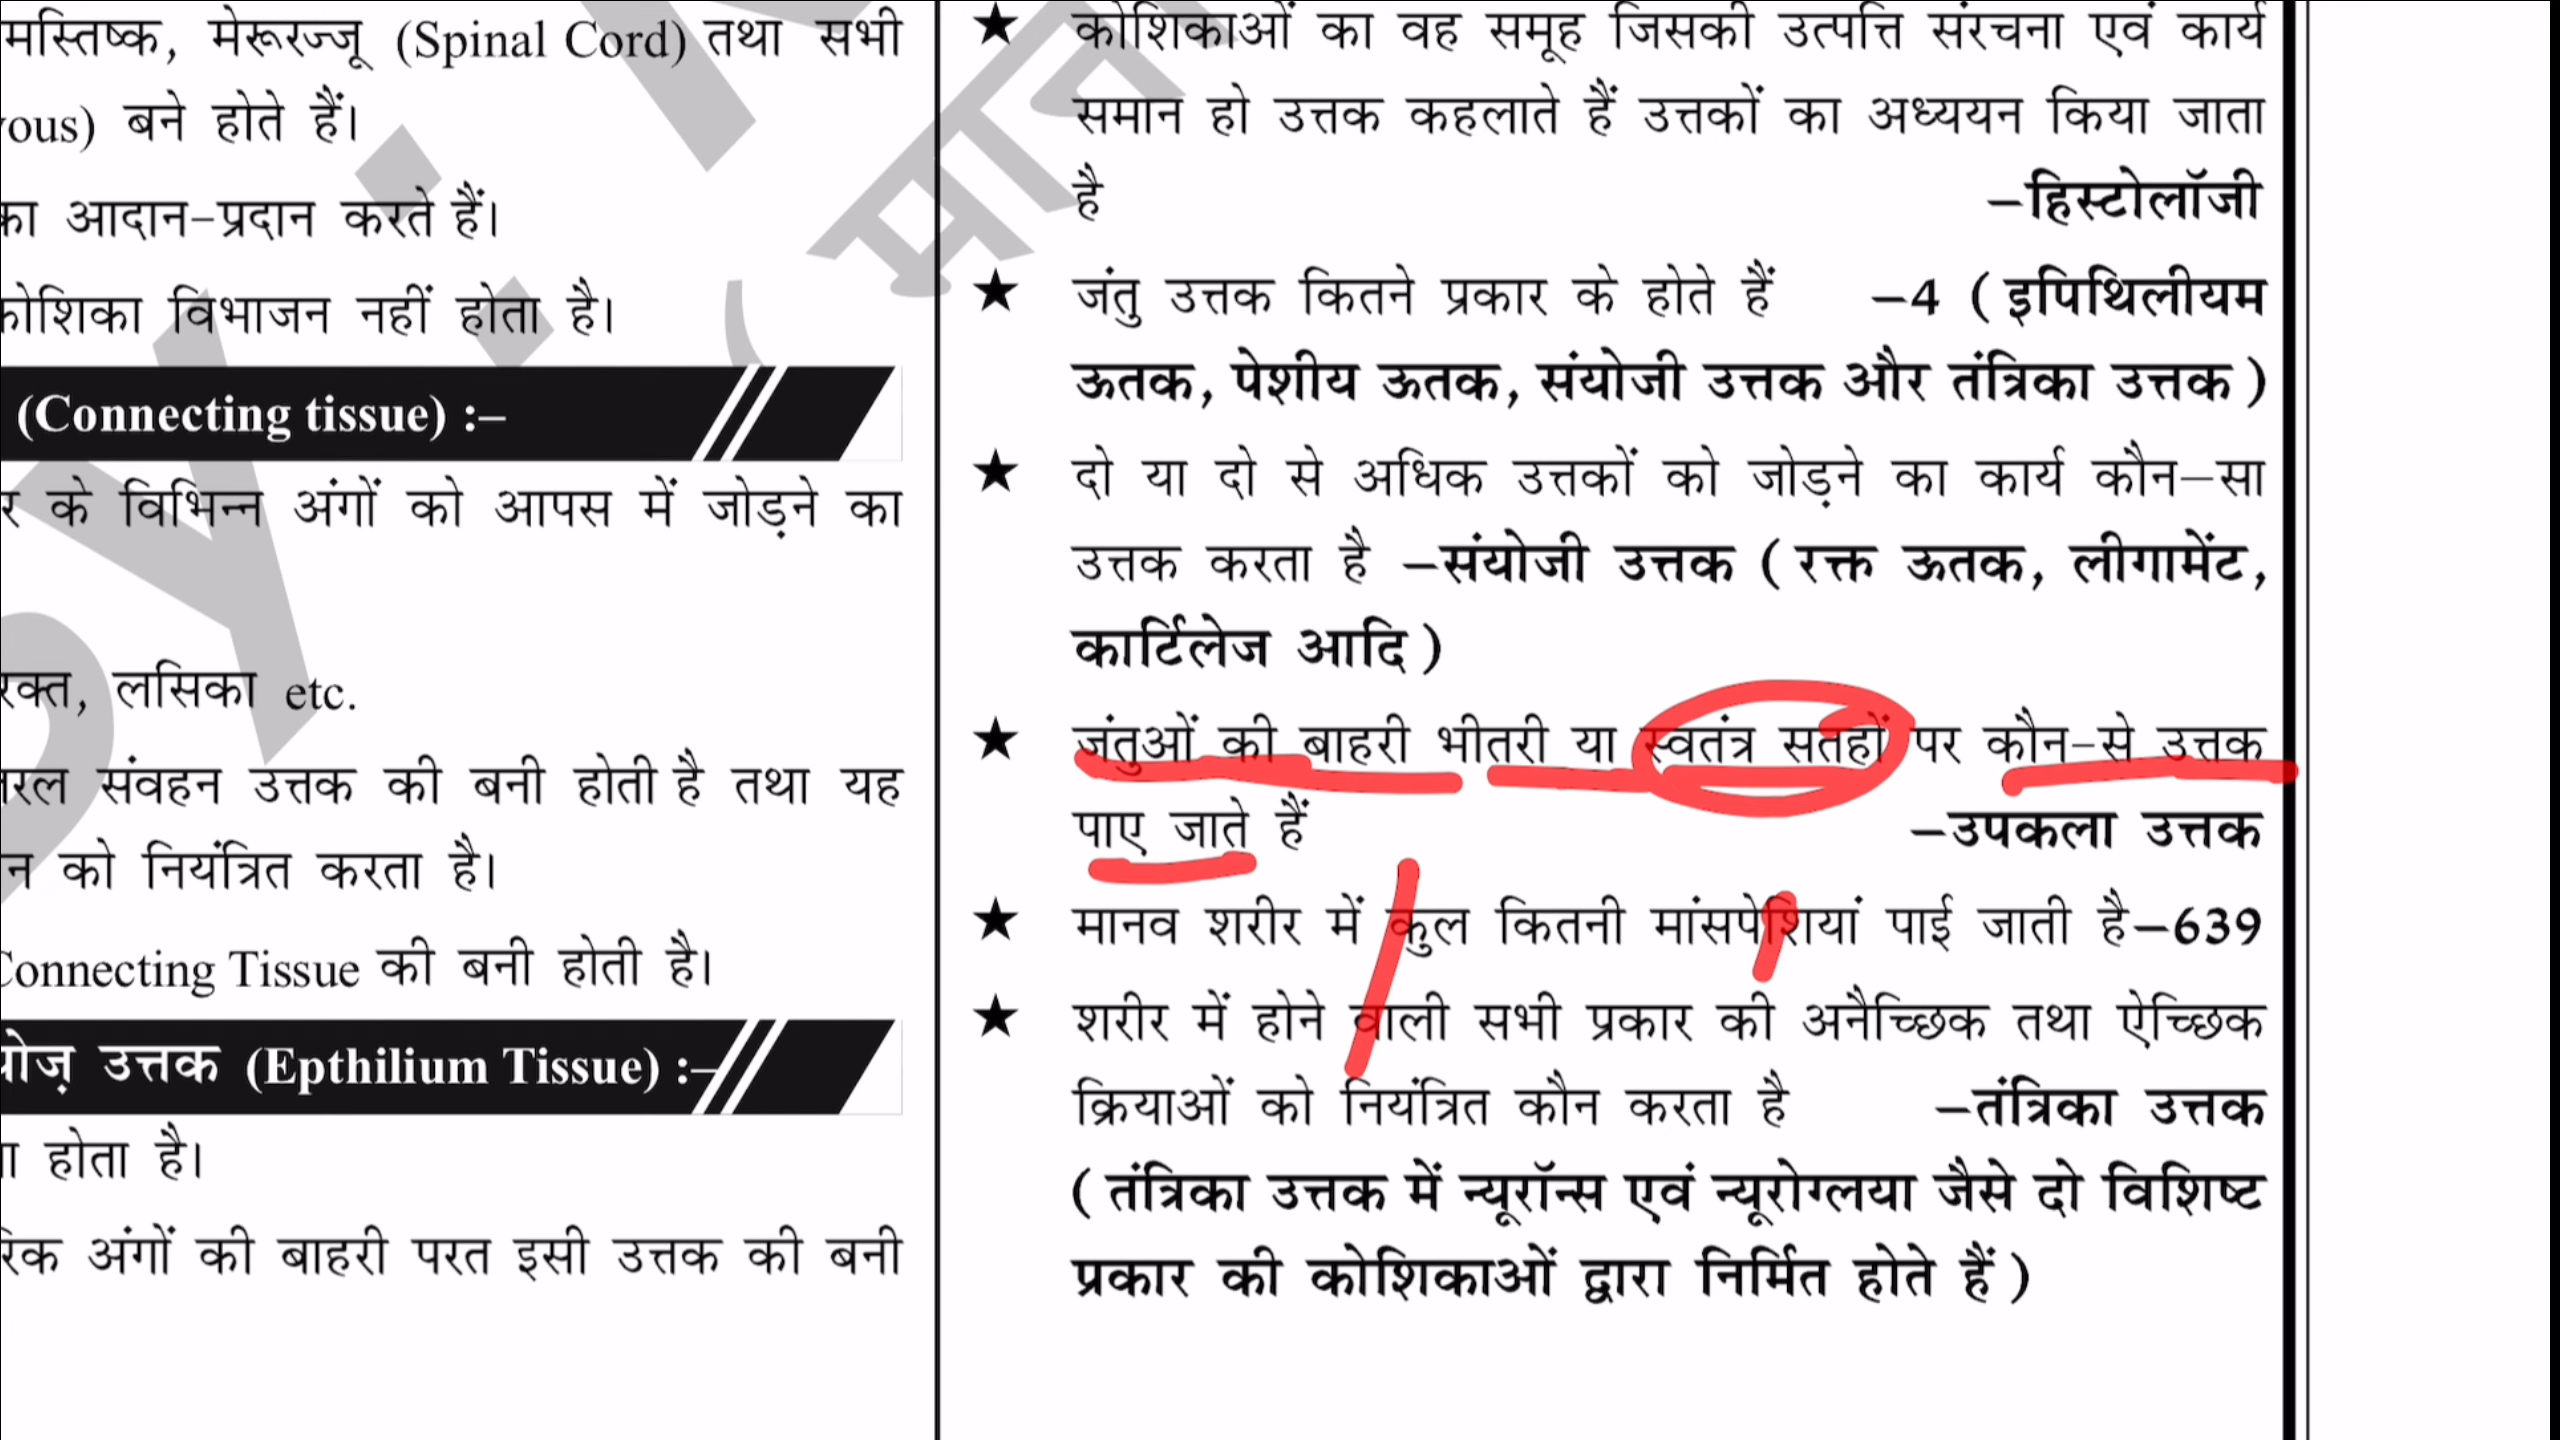 मस्तिष्क, मेरूरज्जू (Spinal Cord) तथा सभी
बने होते हैं।
का आदान-प्रदान करते हैं।
कोशिका विभाजन नहीं होता है।
(Connecting tissue) :–
के विभिन्न अंगों को आपस में जोड़ने का
रक्त, लसिका etc.
तरल संवहन उत्तक की बनी होती है तथा यह
को नियंत्रित करता है।
Connecting Tissue की बनी होती है।
उत्तक (Epthilium Tissue) :–
होता है।
अंगों की बाहरी परत इसी उत्तक की बनी
★ कोशिकाओं का वह समूह जिसकी उत्पत्ति संरचना एवं कार्य
समान हो उत्तक कहलाते हैं उत्तकों का अध्ययन किया जाता
है –हिस्टोलॉजी
★ जंतु उत्तक कितने प्रकार के होते हैं –4 (इपिथिलीयम
ऊतक, पेशीय ऊतक, संयोजी उत्तक और तंत्रिका उत्तक)
★ दो या दो से अधिक उत्तकों को जोड़ने का कार्य कौन–सा
उत्तक करता है –संयोजी उत्तक (रक्त ऊतक, लीगामेंट,
कार्टिलेज आदि)
★ जंतुओं की बाहरी भीतरी या स्वतंत्र सतहों पर कौन-से उत्तक
पाए जाते हैं –उपकला उत्तक
★ मानव शरीर में कुल कितनी मांसपेशियां पाई जाती है–639
★ शरीर में होने वाली सभी प्रकार की अनैच्छिक तथा ऐच्छिक
क्रियाओं को नियंत्रित कौन करता है –तंत्रिका उत्तक
(तंत्रिका उत्तक में न्यूरॉन्स एवं न्यूरोग्लया जैसे दो विशिष्ट
प्रकार की कोशिकाओं द्वारा निर्मित होते हैं)